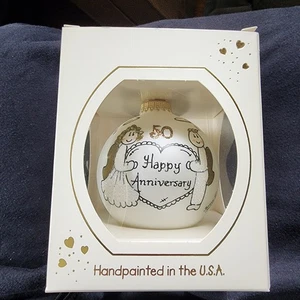 50
Happy
Anniversary
Handpainted in the U.S.A.